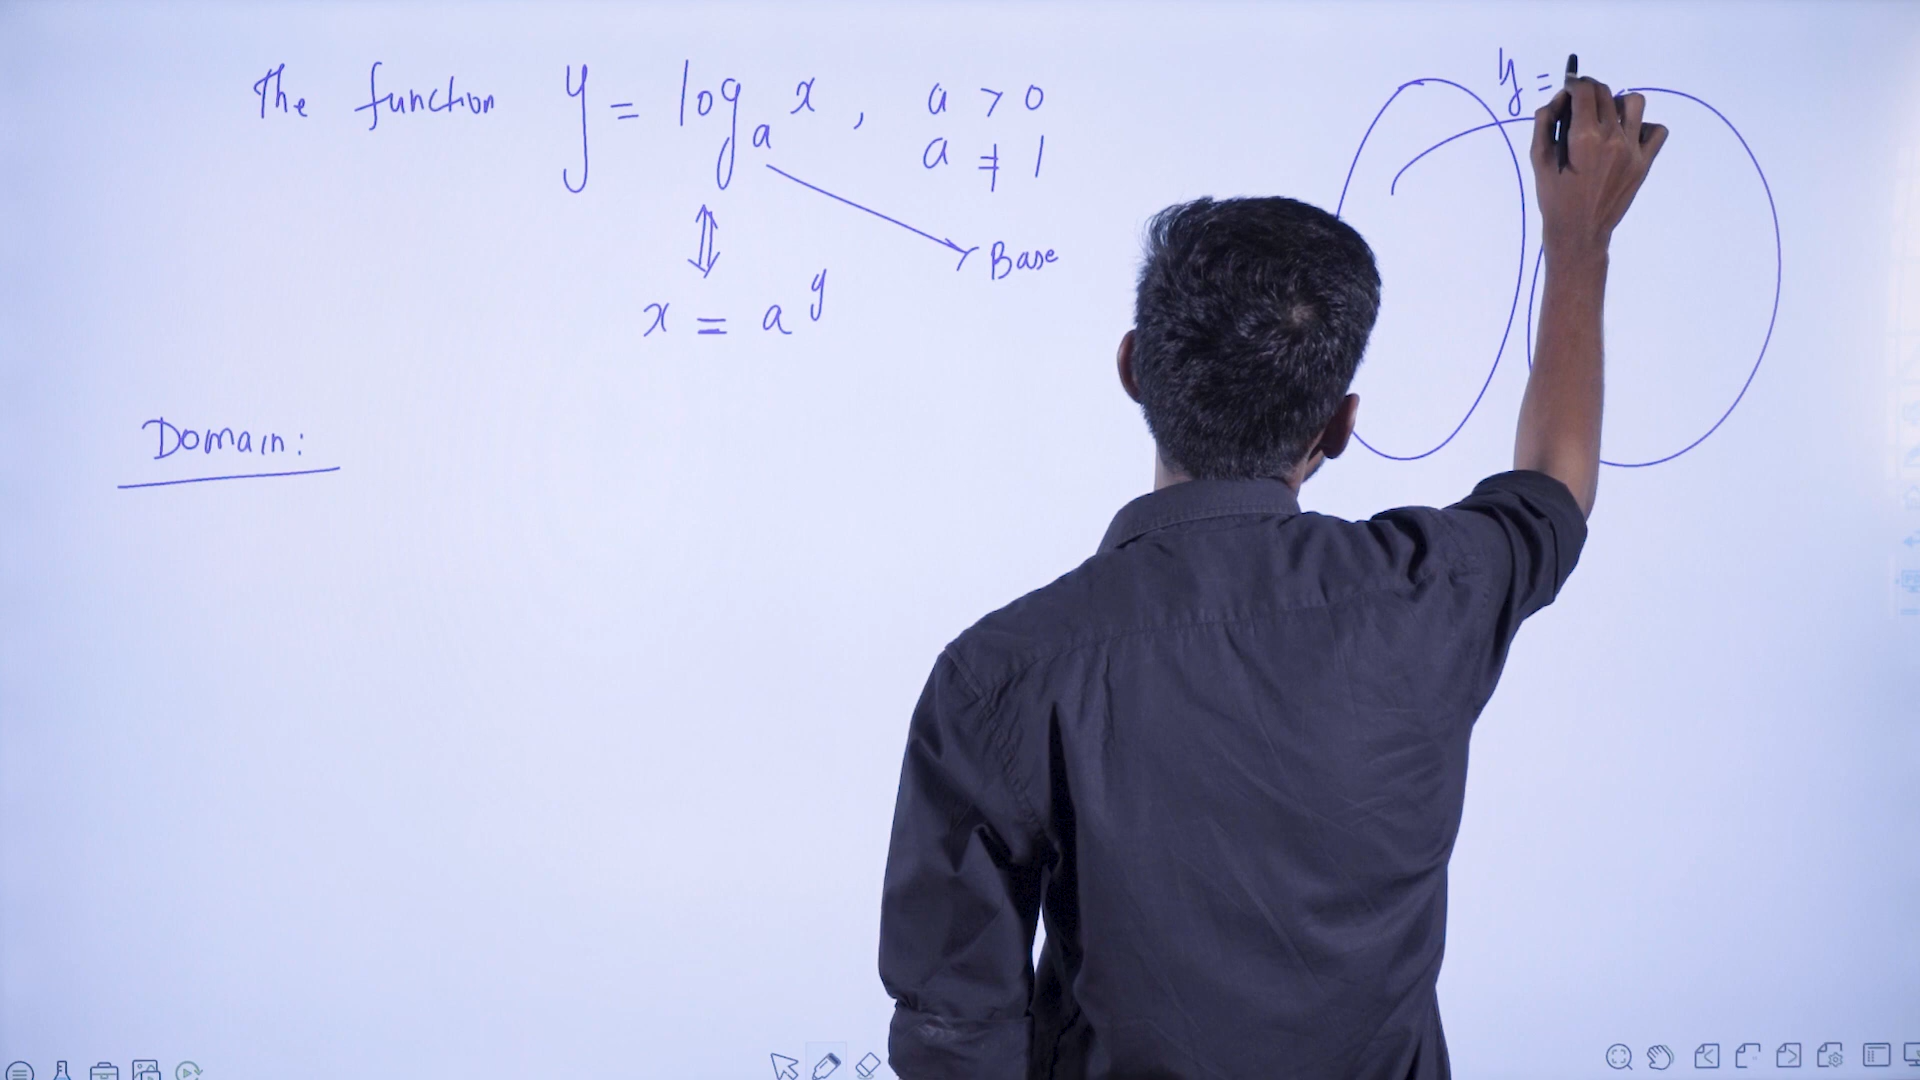 The function y = log_a x, a > 0
a ≠ 1
Base
⇕
x = a^y
Domain:
y =